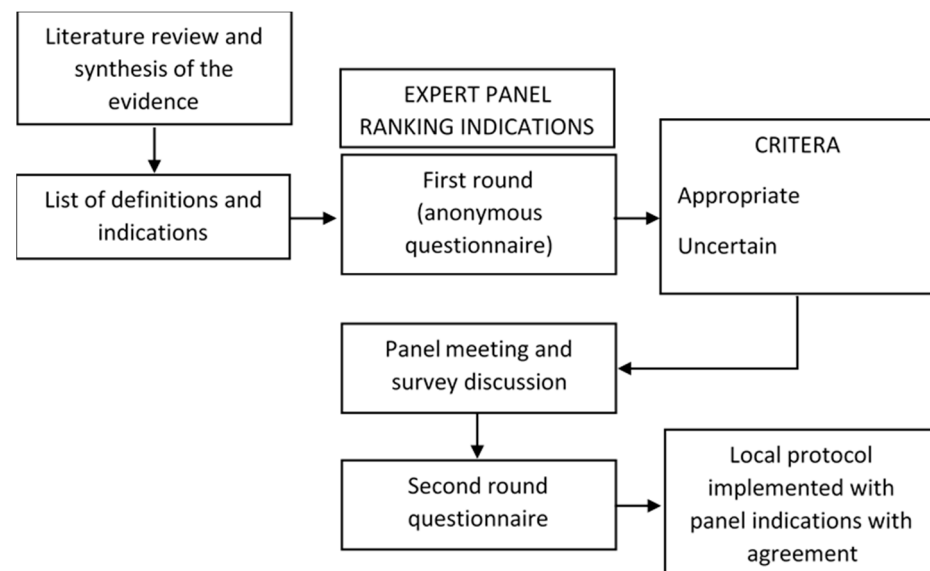 Literature review and
synthesis of the
evidence
EXPERT PANEL
RANKING INDICATIONS
List of definitions and
indications
First round
(anonymous
questionnaire)
CRITERA
Appropriate
Uncertain
Panel meeting and
survey discussion
Second round
questionnaire
Local protocol
implemented with
panel indications with
agreement